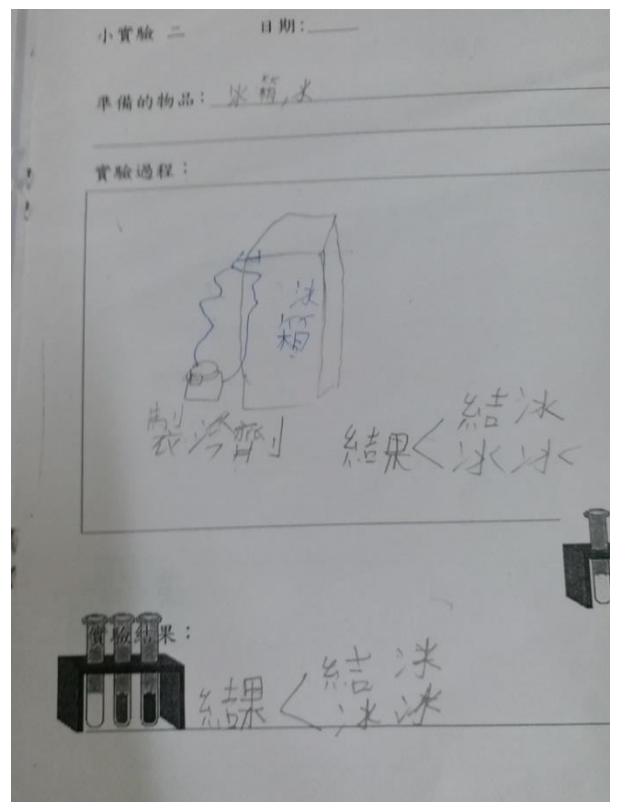 小實驗 二 日期:
準備的物品: 冰箱,水
實驗過程:
冰箱
製冷劑
結果<結冰
冰冰
實驗結果:
結果<結冰
冰冰